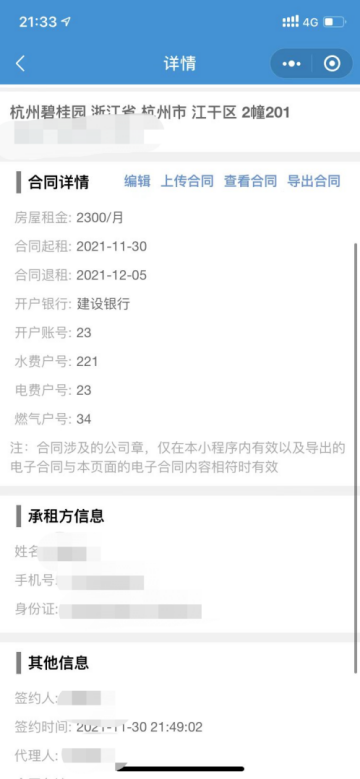 21:33
4G
详情
杭州碧桂园 浙江省 杭州市 江干区 2幢201
合同详情 编辑 上传合同 查看合同 导出合同
房屋租金: 2300/月
合同起租: 2021-11-30
合同退租: 2021-12-05
开户银行: 建设银行
开户账号: 23
水费户号: 221
电费户号: 23
燃气户号: 34
注：合同涉及的公司章，仅在本小程序内有效以及导出的
电子合同与本页面的电子合同内容相符时有效
承租方信息
姓名
手机号:
身份证:
其他信息
签约人:
签约时间: 2021-11-30 21:49:02
代理人: